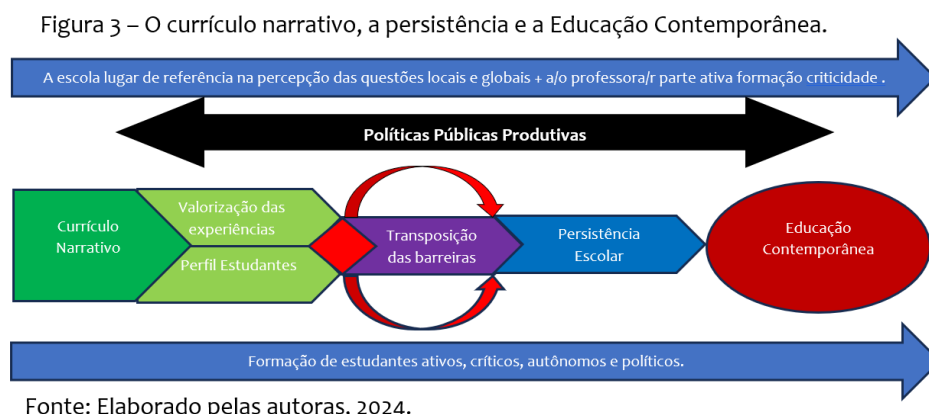 Figura 3 – O currículo narrativo, a persistência e a Educação Contemporânea.
A escola lugar de referência na percepção das questões locais e globais + a/o professora/r parte ativa formação criticidade .
Políticas Públicas Produtivas
Currículo
Narrativo
Valorização das
experiências
Perfil Estudantes
Transposição
das barreiras
Persistência
Escolar
Educação
Contemporânea
Formação de estudantes ativos, críticos, autônomos e políticos.
Fonte: Elaborado pelas autoras, 2024.